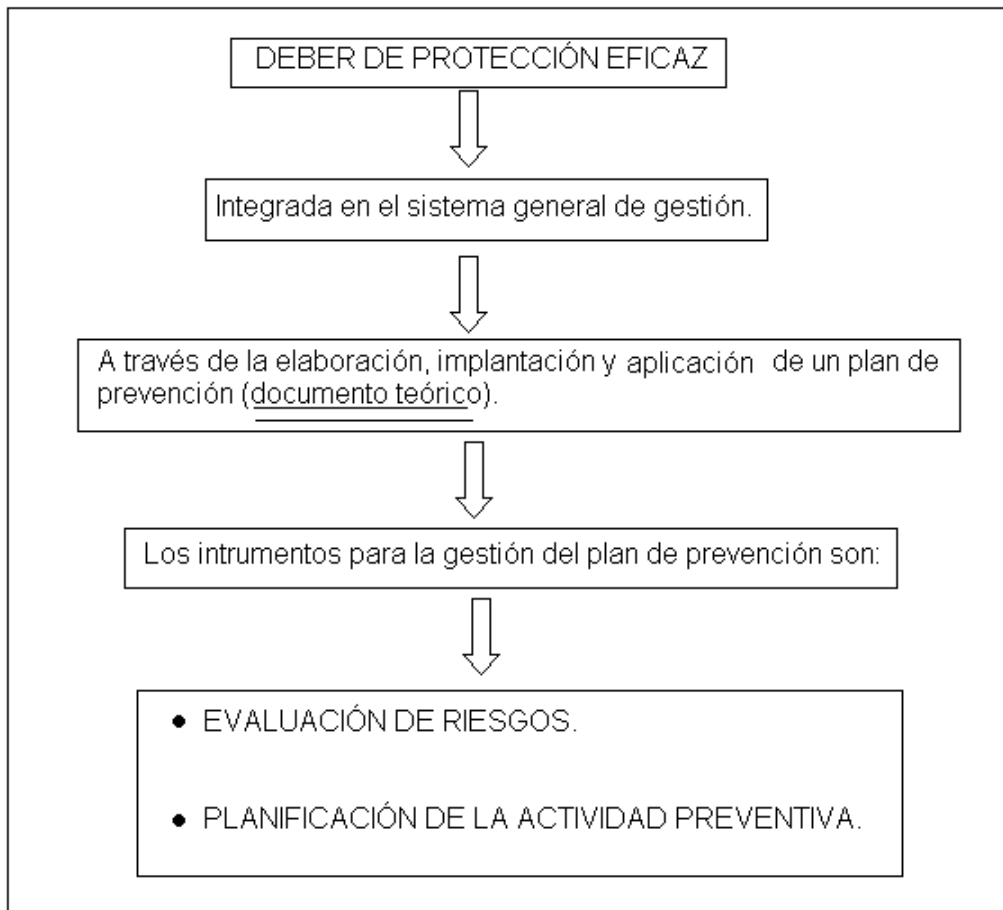 DEBER DE PROTECCIÓN EFICAZ
Integrada en el sistema general de gestión.
A través de la elaboración, implantación y aplicación de un plan de
prevención (documento teórico).
Los intrumentos para la gestión del plan de prevención son:
● EVALUACIÓN DE RIESGOS.
● PLANIFICACIÓN DE LA ACTIVIDAD PREVENTIVA.